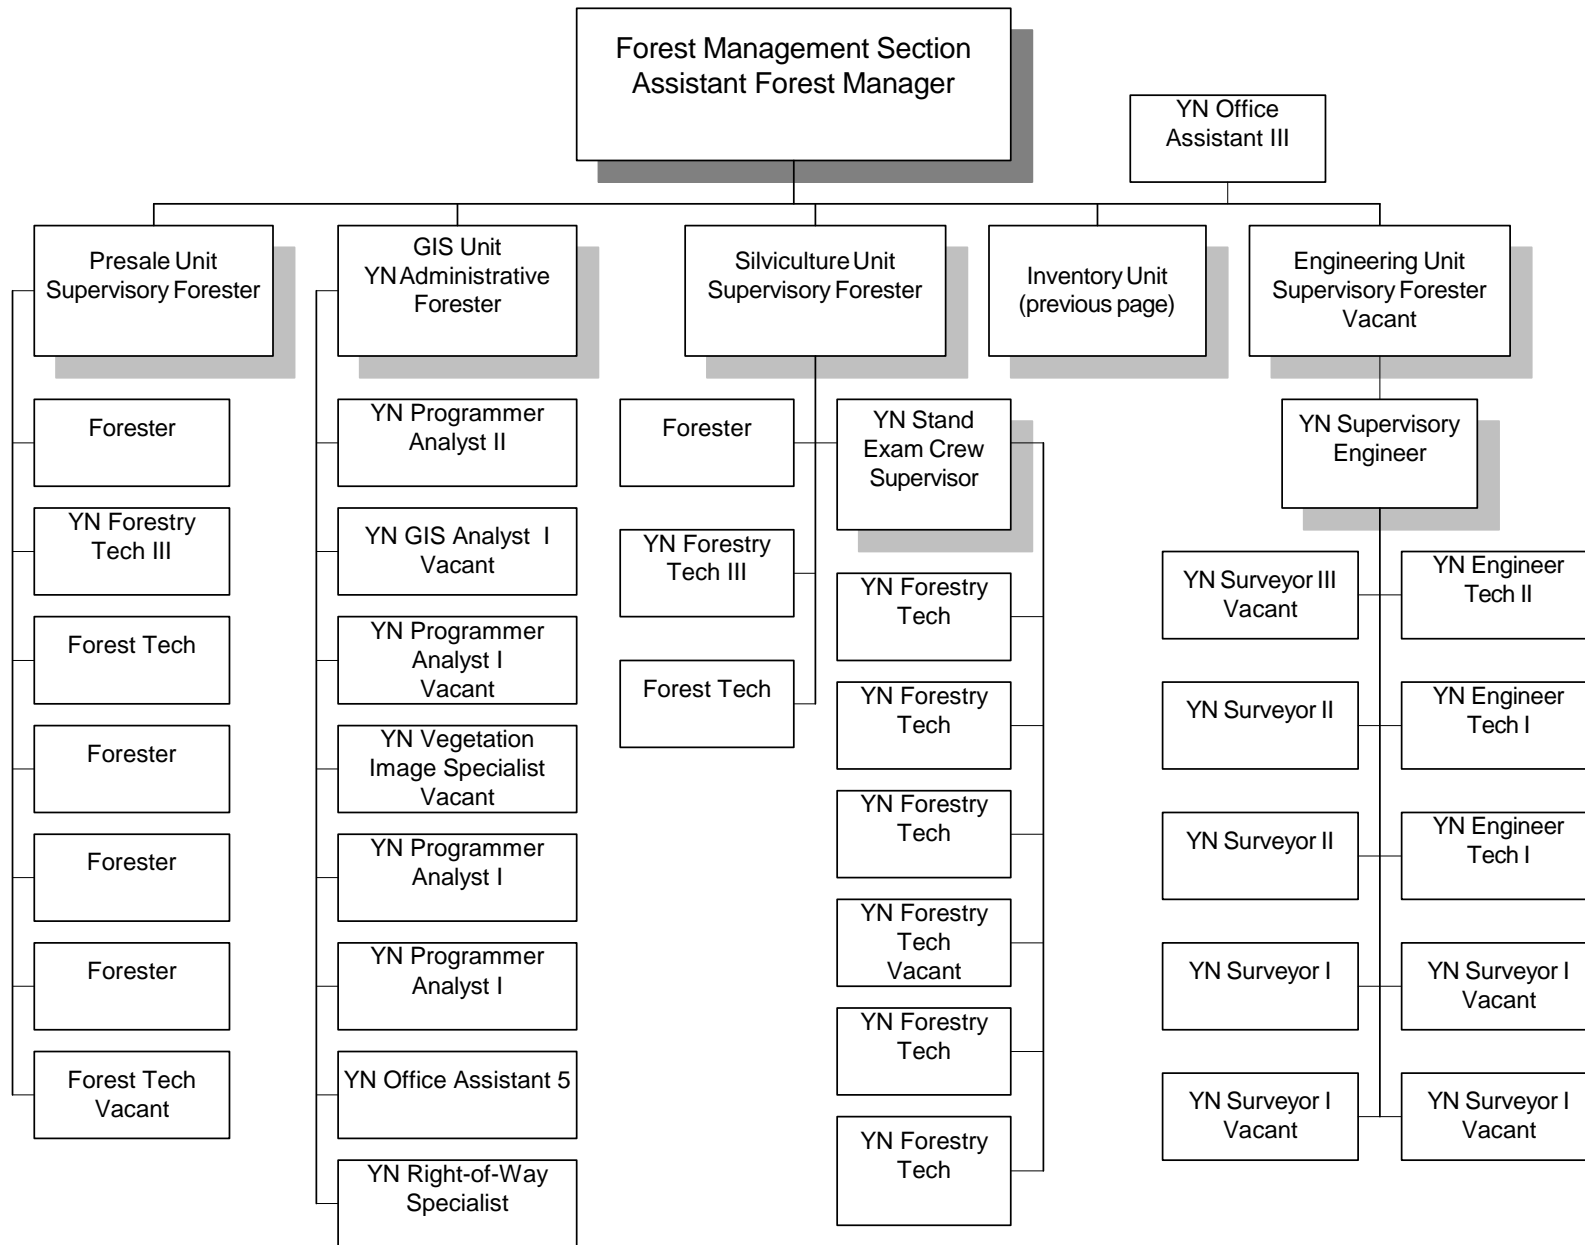 Forest Management Section
Assistant Forest Manager
YN Office
Assistant III
Presale Unit
Supervisory Forester
GIS Unit
YN Administrative
Forester
Silviculture Unit
Supervisory Forester
Inventory Unit
(previous page)
Engineering Unit
Supervisory Forester
Vacant
Forester
YN Forestry
Tech III
Forest Tech
Forester
Forester
Forester
Forest Tech
Vacant
YN Programmer
Analyst II
YN GIS Analyst I
Vacant
YN Programmer
Analyst I
Vacant
YN Vegetation
Image Specialist
Vacant
YN Programmer
Analyst I
YN Programmer
Analyst I
YN Office Assistant 5
YN Right-of-Way
Specialist
Forester
YN Forestry
Tech III
Forest Tech
YN Stand
Exam Crew
Supervisor
YN Forestry
Tech
YN Forestry
Tech
YN Forestry
Tech
YN Forestry
Tech
Vacant
YN Forestry
Tech
YN Forestry
Tech
YN Supervisory
Engineer
YN Surveyor III
Vacant
YN Engineer
Tech II
YN Surveyor II
YN Engineer
Tech I
YN Surveyor II
YN Engineer
Tech I
YN Surveyor I
YN Surveyor I
Vacant
YN Surveyor I
Vacant
YN Surveyor I
Vacant